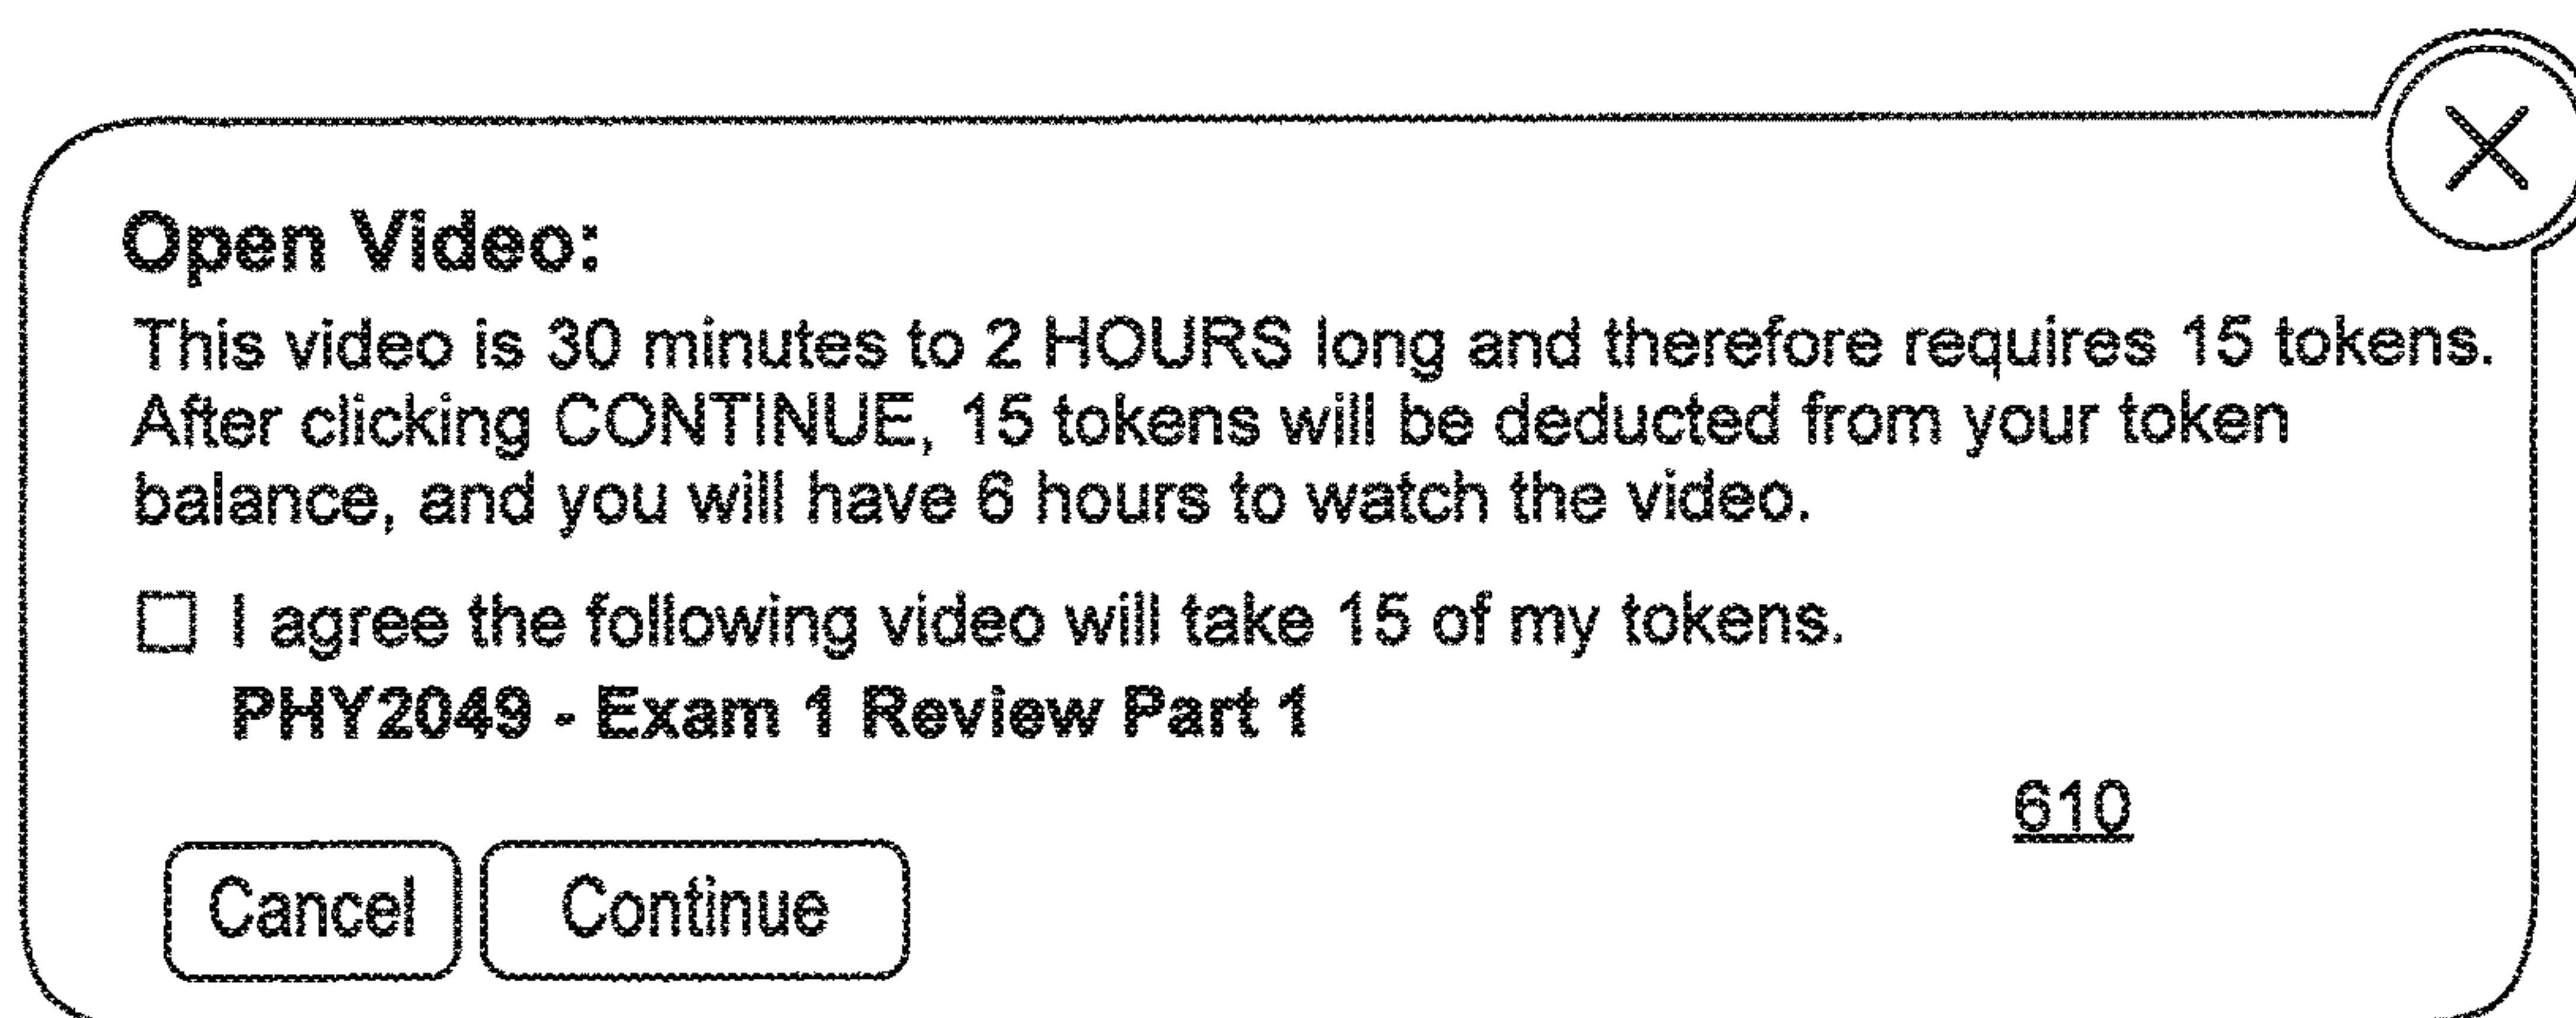 Open Video:
This video is 30 minutes to 2 HOURS long and therefore requires 15 tokens.
After clicking CONTINUE, 15 tokens will be deducted from your token
balance, and you will have 6 hours to watch the video.
I agree the following video will take 15 of my tokens.
PHY2049 - Exam 1 Review Part 1
610
Cancel Continue